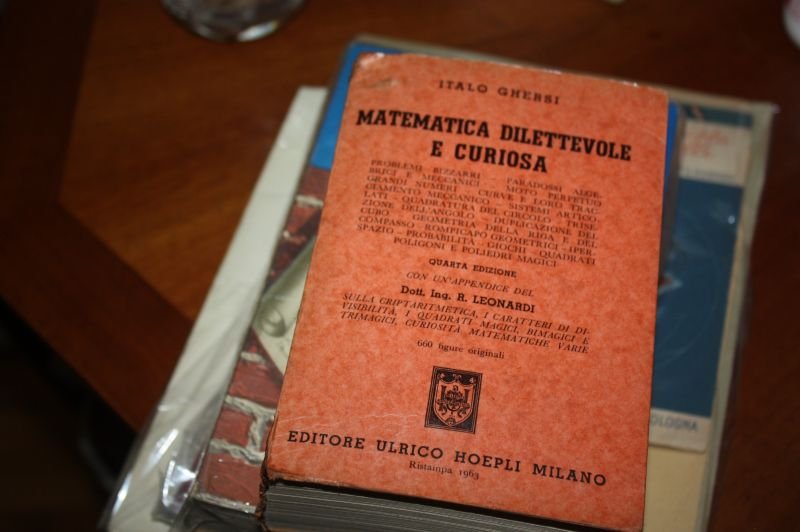 ITALO GHERSI
MATEMATICA DILETTEVOLE
E CURIOSA
PROBLEMI BIZZARRI - PARADOSSI ALGE-
BRICI E MECCANICI - MOTO PERPETUO
GRANDI NUMERI - CURVE E LORO TRAC-
CIAMENTO MECCANICO - SISTEMI ARTICO-
LATI - QUADRATURA DEL CIRCOLO - TRISE-
ZIONE DELL'ANGOLO - DUPLICAZIONE DEL
CUBO - GEOMETRIA DELLA RIGA E DEL
COMPASSO - ROMPICAPO GEOMETRICI - IPER-
SPAZIO - PROBABILITÀ - GIOCHI - QUADRATI
POLIGONI E POLIEDRI MAGICI
QUARTA EDIZIONE
CON UN'APPENDICE DEL
Dott. Ing. R. LEONARDI
SULLA CRIPTARITMETICA, I CARATTERI DI DI-
VISIBILITÀ, I QUADRATI MAGICI, BIMAGICI E
TRIMAGICI, CURIOSITÀ MATEMATICHE VARIE
660 figure originali
EDITORE ULRICO HOEPLI MILANO
Ristampa 1963
OLOGNA